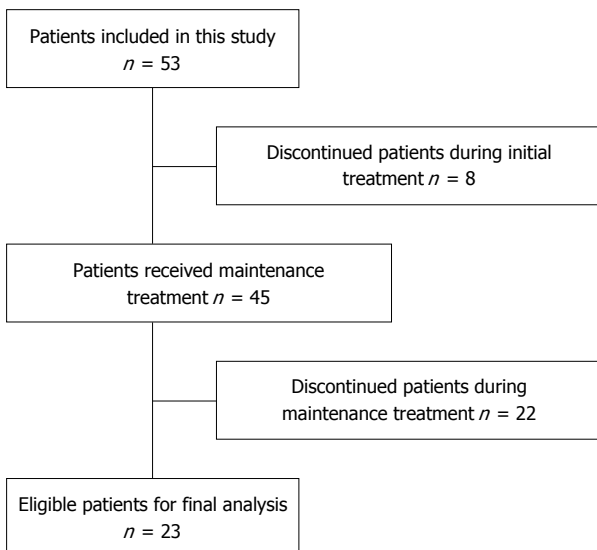 Patients included in this study
n = 53
Discontinued patients during initial
treatment n = 8
Patients received maintenance
treatment n = 45
Discontinued patients during
maintenance treatment n = 22
Eligible patients for final analysis
n = 23